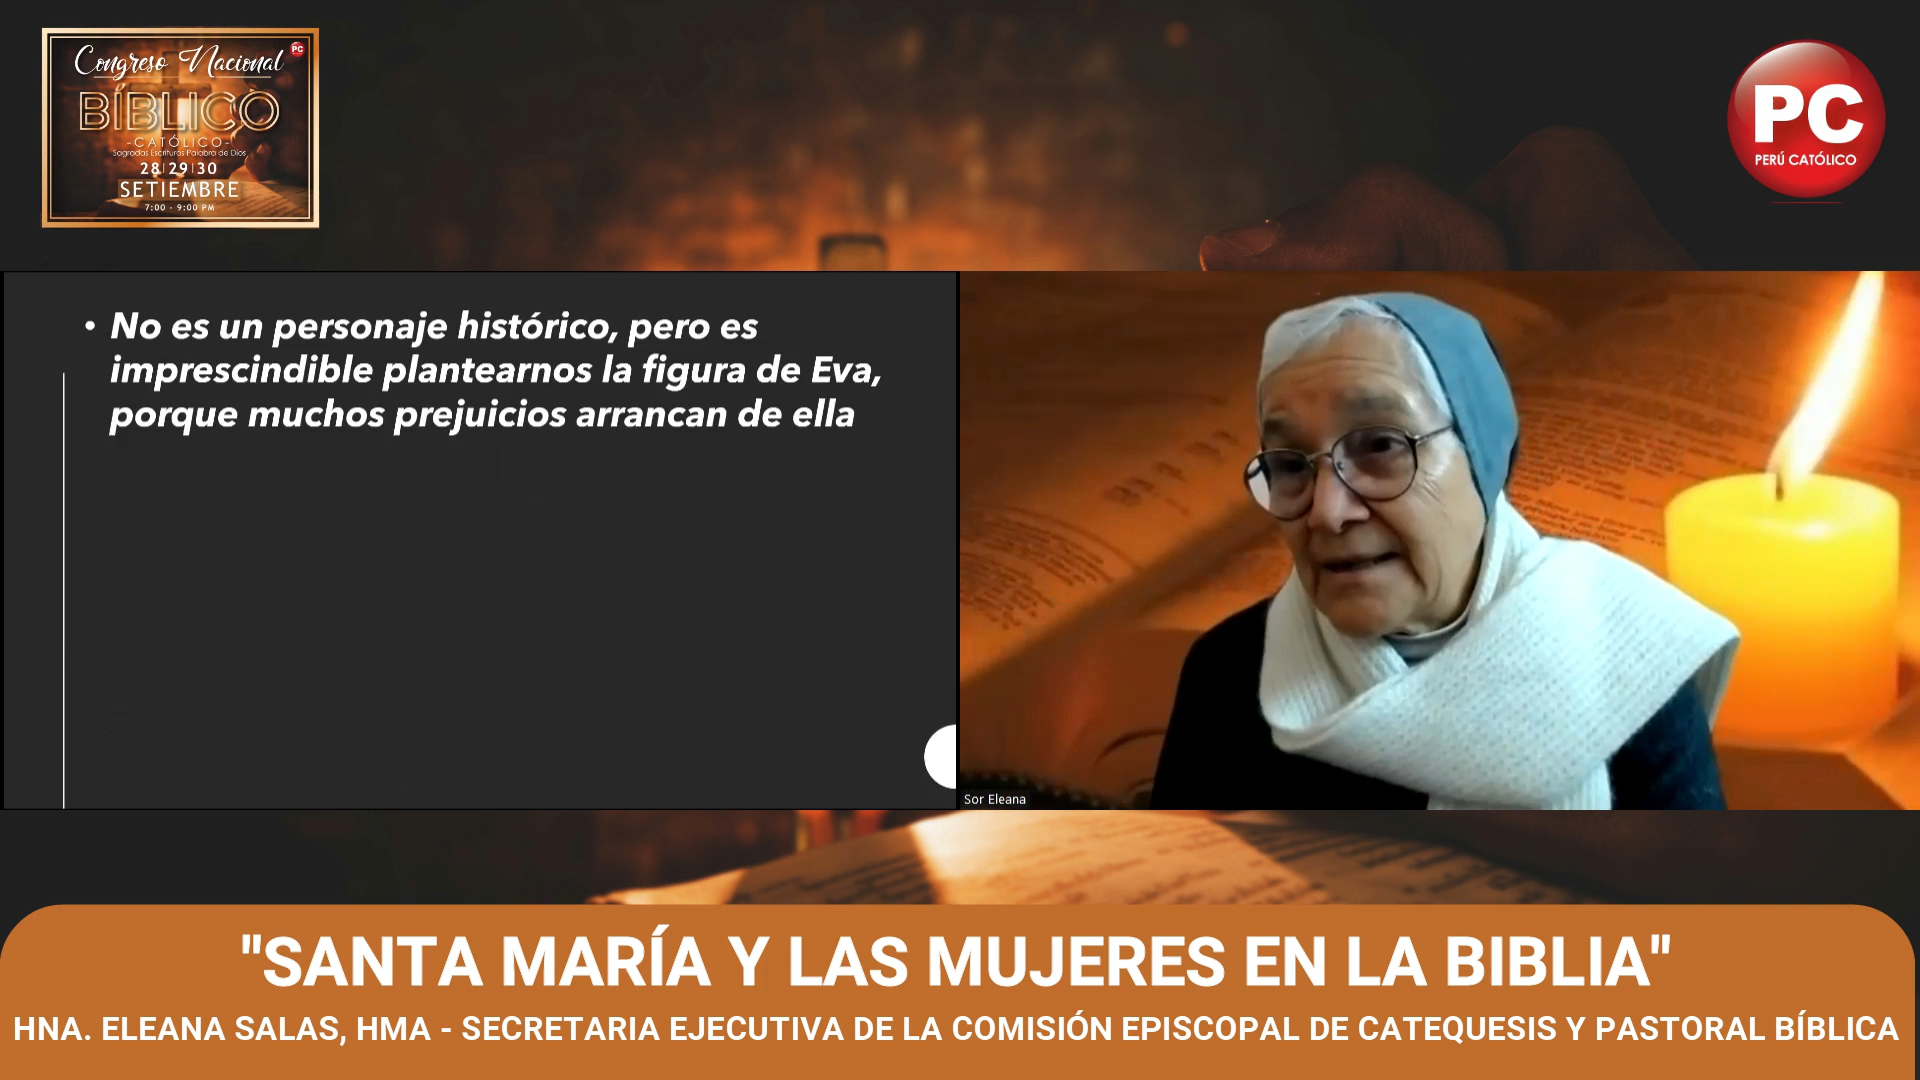 Congreso Nacional
PC
BÍBLICO
-CATÓLICO-
Sagradas Escrituras Palabra de Dios
28|29|30
SETIEMBRE
7:00 - 9:00 PM
PC
PERÚ CATÓLICO
• No es un personaje histórico, pero es
imprescindible plantearnos la figura de Eva,
porque muchos prejuicios arrancan de ella
Sor Eleana
"SANTA MARÍA Y LAS MUJERES EN LA BIBLIA"
HNA. ELEANA SALAS, HMA - SECRETARIA EJECUTIVA DE LA COMISIÓN EPISCOPAL DE CATEQUESIS Y PASTORAL BÍBLICA